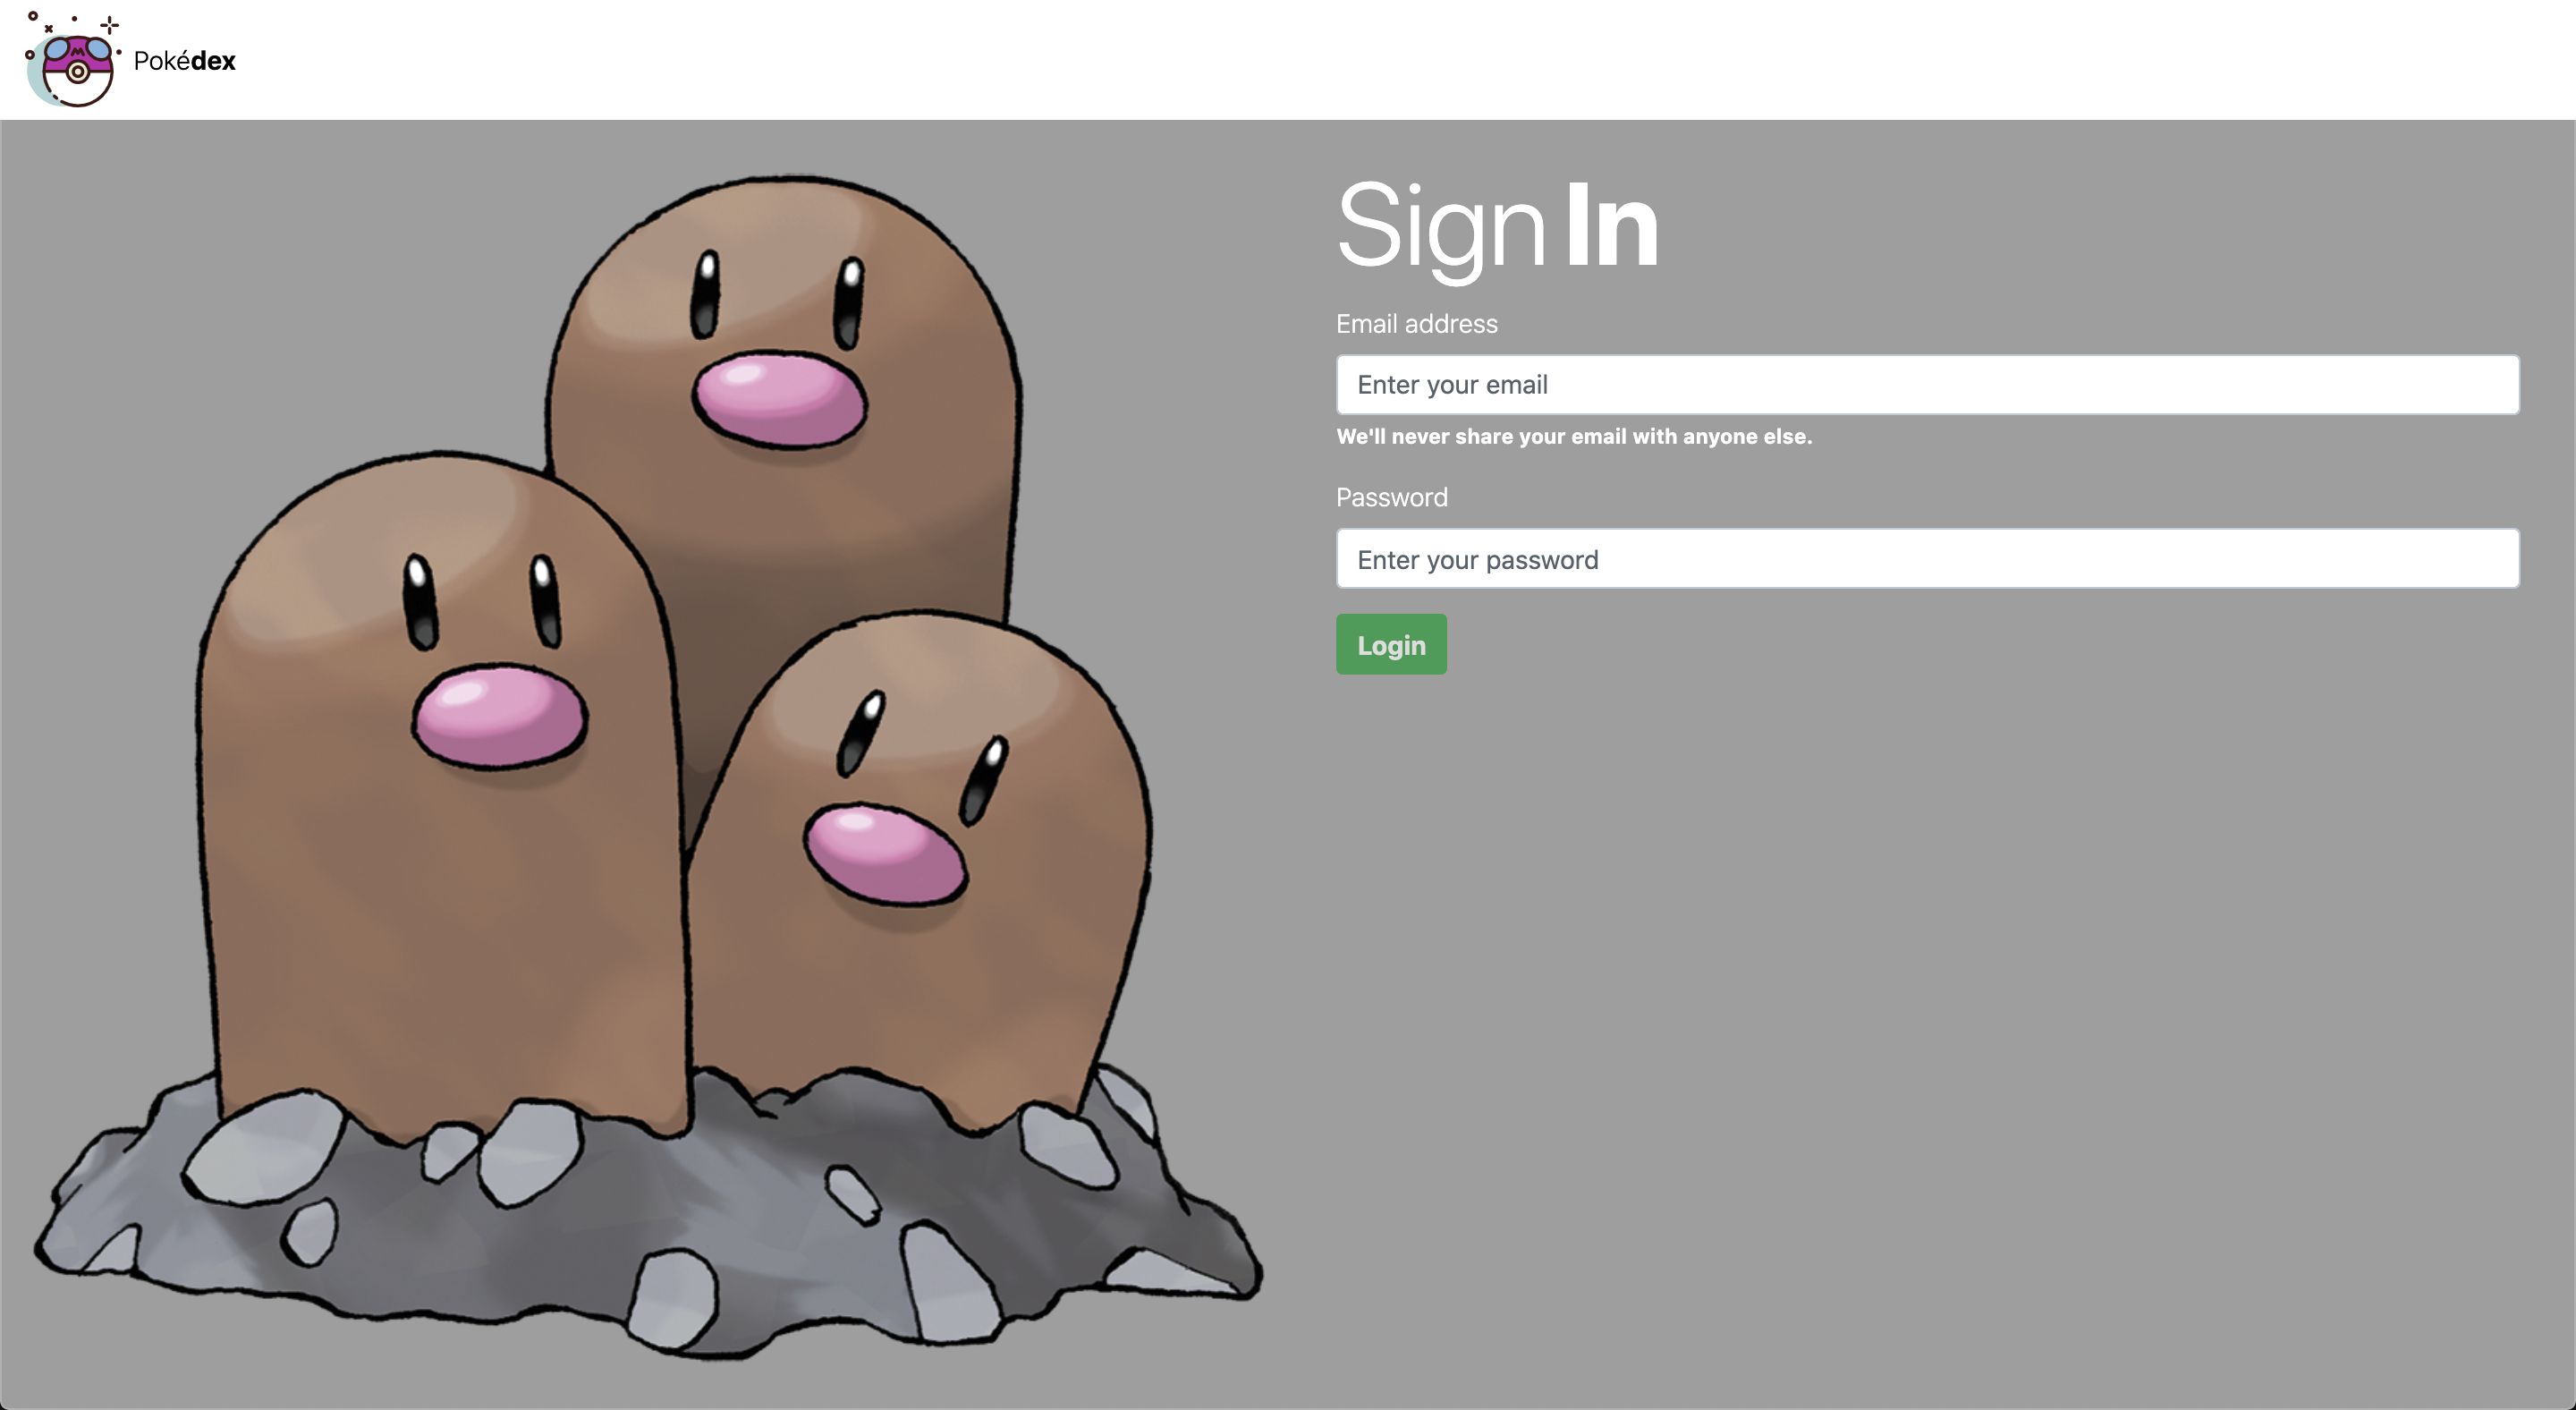 Pokédex
Sign In
Email address
Enter your email
We'll never share your email with anyone else.
Password
Enter your password
Login